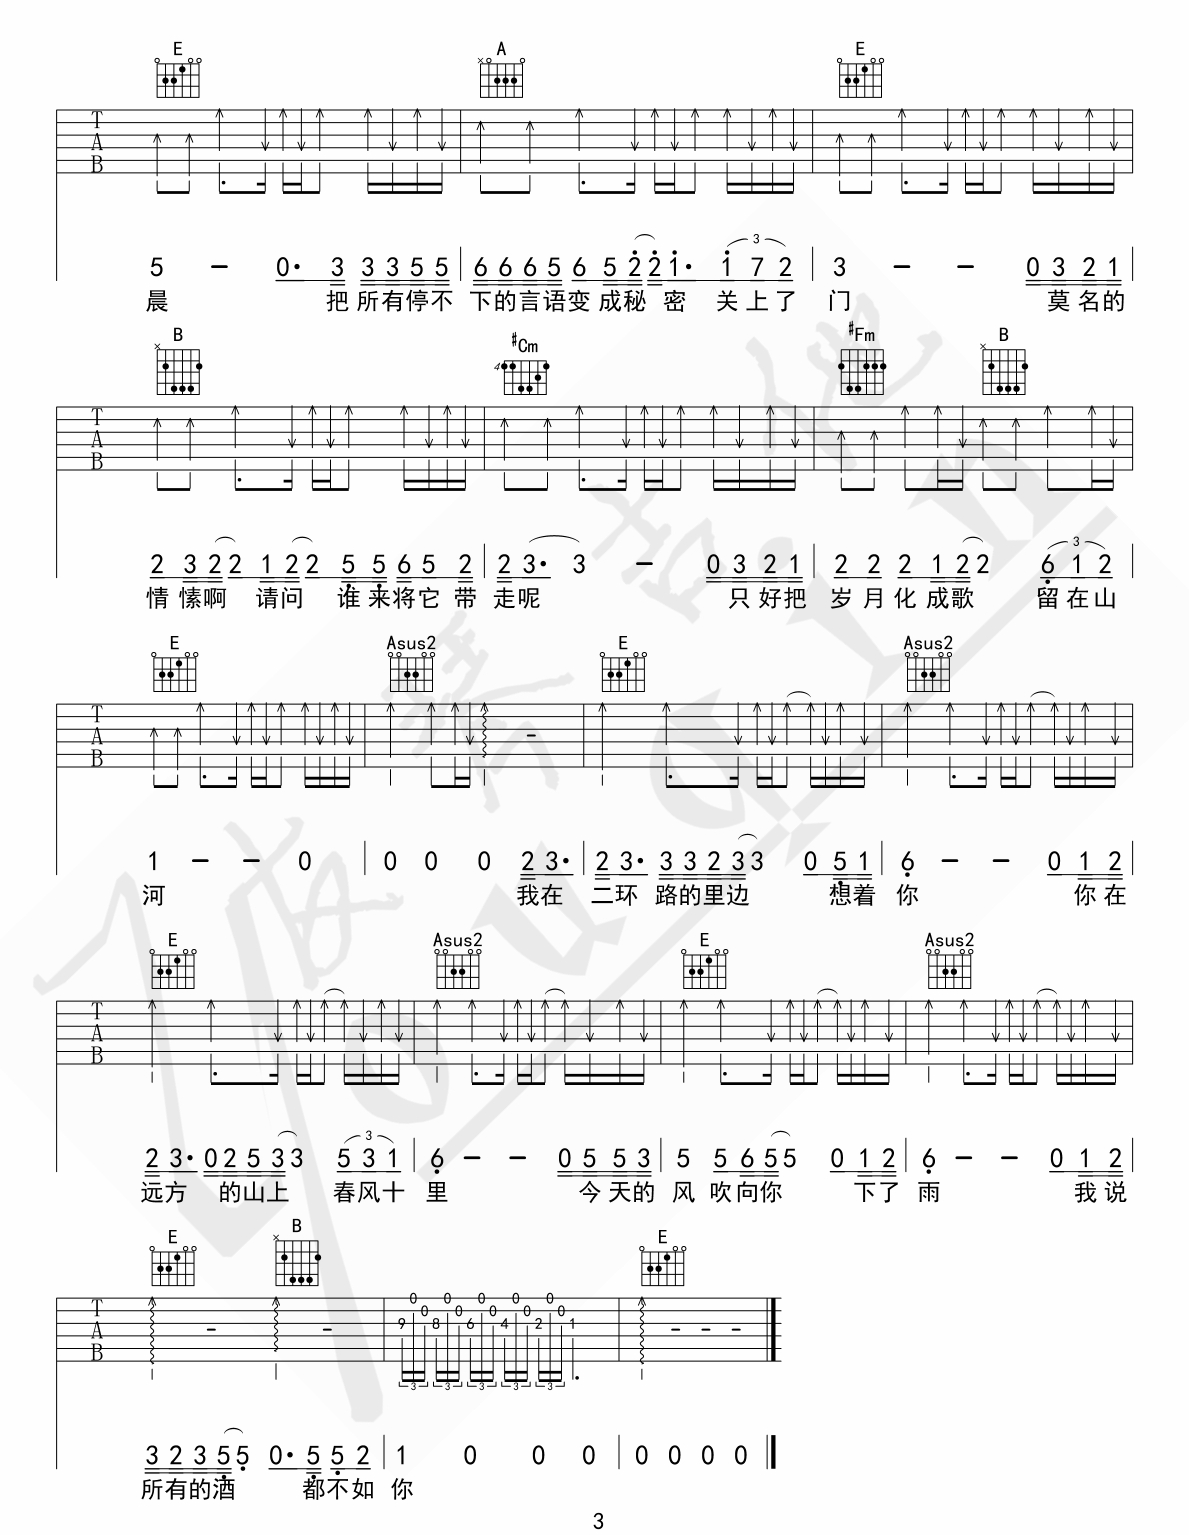 E A E
T
A
B
5 – 0· 3 3 3 5 5 6 6 6 5 6 5 2 2 1· 3 1 7 2 3 – – 0 3 2 1
晨 把 所有停不 下的言语变 成秘 密 关上了 门 莫名的
B #Cm #Fm B
4
T
A
B
2 3 2 2 1 2 2 5 5 6 5 2 2 3· 3 – 0 3 2 1 2 2 2 1 2 2 3 6 1 2
情 愫啊 请问 谁来将它 带 走呢 只好把 岁月化成歌 留在山
E Asus2 E Asus2
T
A
B
1 – – 0 0 0 0 2 3· 2 3· 3 3 2 3 3 0 5 1 6 – – 0 1 2
河 我在 二环 路的里边 想着 你 你在
E Asus2 E Asus2
T
A
B
2 3· 0 2 5 3 3 3 5 3 1 6 – – 0 5 5 3 5 5 6 5 5 0 1 2 6 – – 0 1 2
远方 的山上 春风十 里 今天的 风 吹向你 下了 雨 我说
E B E
T
A
B
0 0 0 0 0
0 0 0 0 0
9 8 6 4 2 1
3 3 3 3 3
3 2 3 5 5 0· 5 5 2 1 0 0 0 0 0 0 0
所有的酒 都不如 你
3